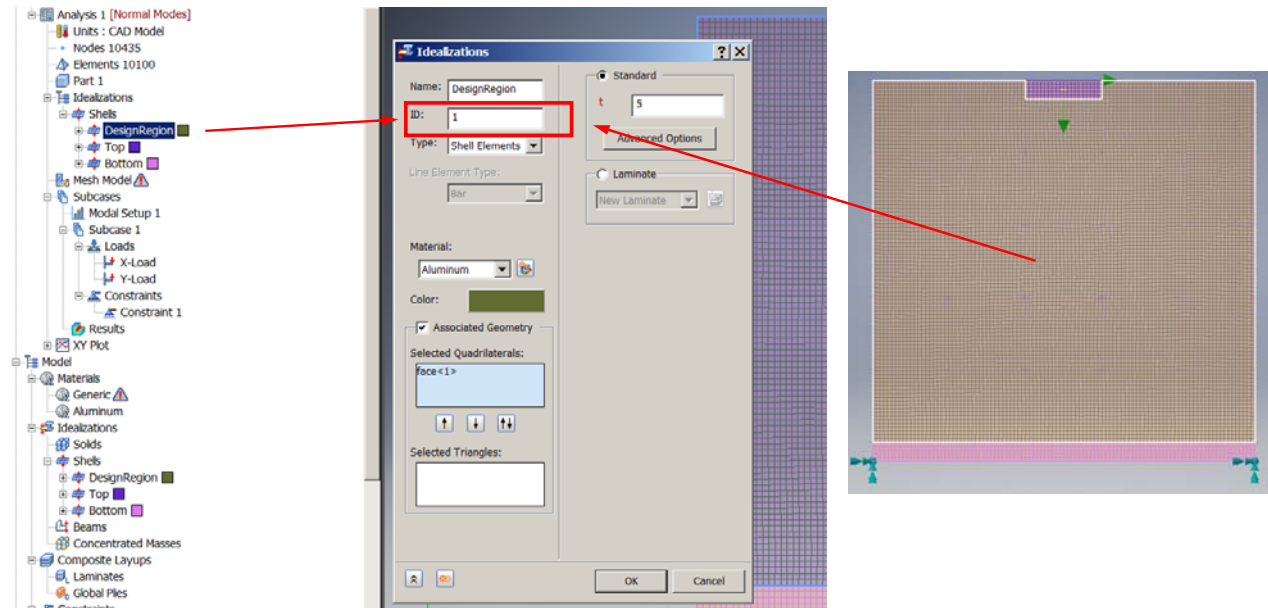 Analysis 1 [Normal Modes]
Units : CAD Model
Nodes 10435
Elements 10100
Part 1
Idealizations
Shells
DesignRegion
Top
Bottom
Mesh Model
Subcases
Modal Setup 1
Subcase 1
Loads
X-Load
Y-Load
Constraints
Constraint 1
Results
XY Plot
Model
Materials
Generic
Aluminum
Idealizations
Solids
Shells
DesignRegion
Top
Bottom
Beams
Concentrated Masses
Composite Layups
Laminates
Global Plies
Constraints
Idealizations
Name: DesignRegion
ID: 1
Type: Shell Elements
Line Element Type:
Bar
Material:
Aluminum
Color:
Associated Geometry
Selected Quadrilaterals:
face<1>
Selected Triangles:
Standard
t 5
Advanced Options
Laminate
New Laminate
OK Cancel